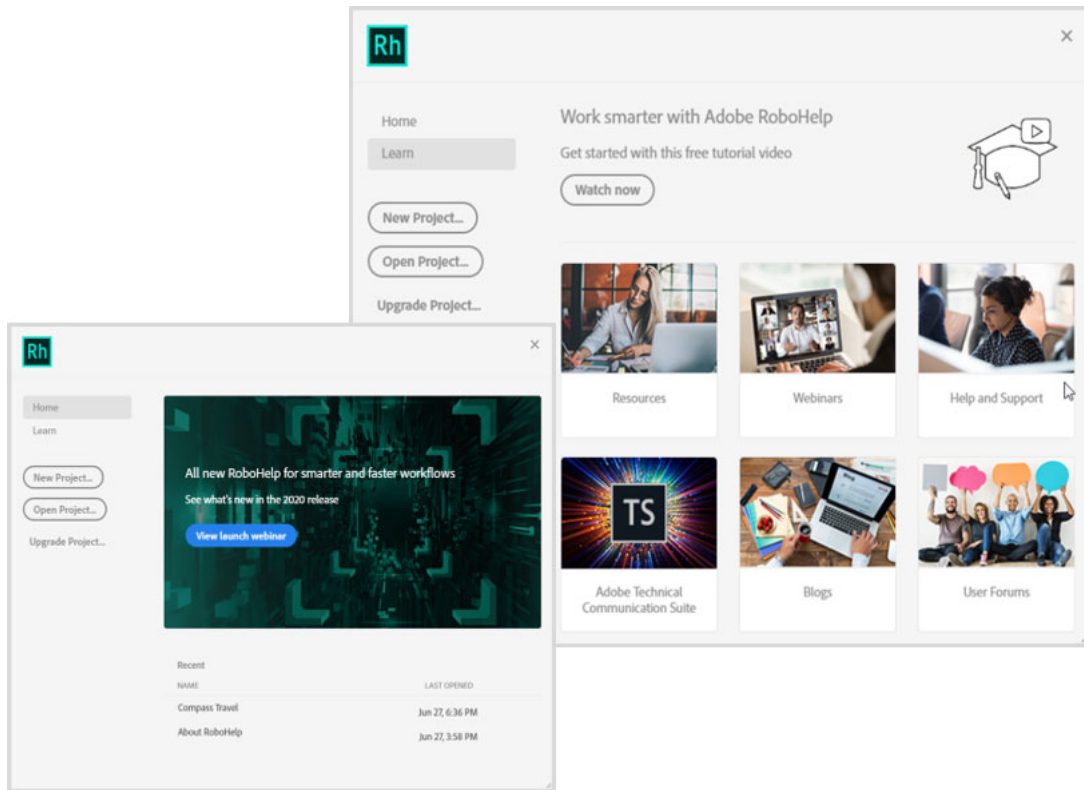 Rh
Home
Learn
New Project...
Open Project...
Upgrade Project...
Work smarter with Adobe RoboHelp
Get started with this free tutorial video
Watch now
Resources
Webinars
Help and Support
TS
Adobe Technical
Communication Suite
Blogs
User Forums
Rh
Home
Learn
New Project...
Open Project...
Upgrade Project...
All new RoboHelp for smarter and faster workflows
See what's new in the 2020 release
View launch webinar
Recent
NAME LAST OPENED
Compass Travel Jun 27, 6:36 PM
About RoboHelp Jun 27, 3:58 PM